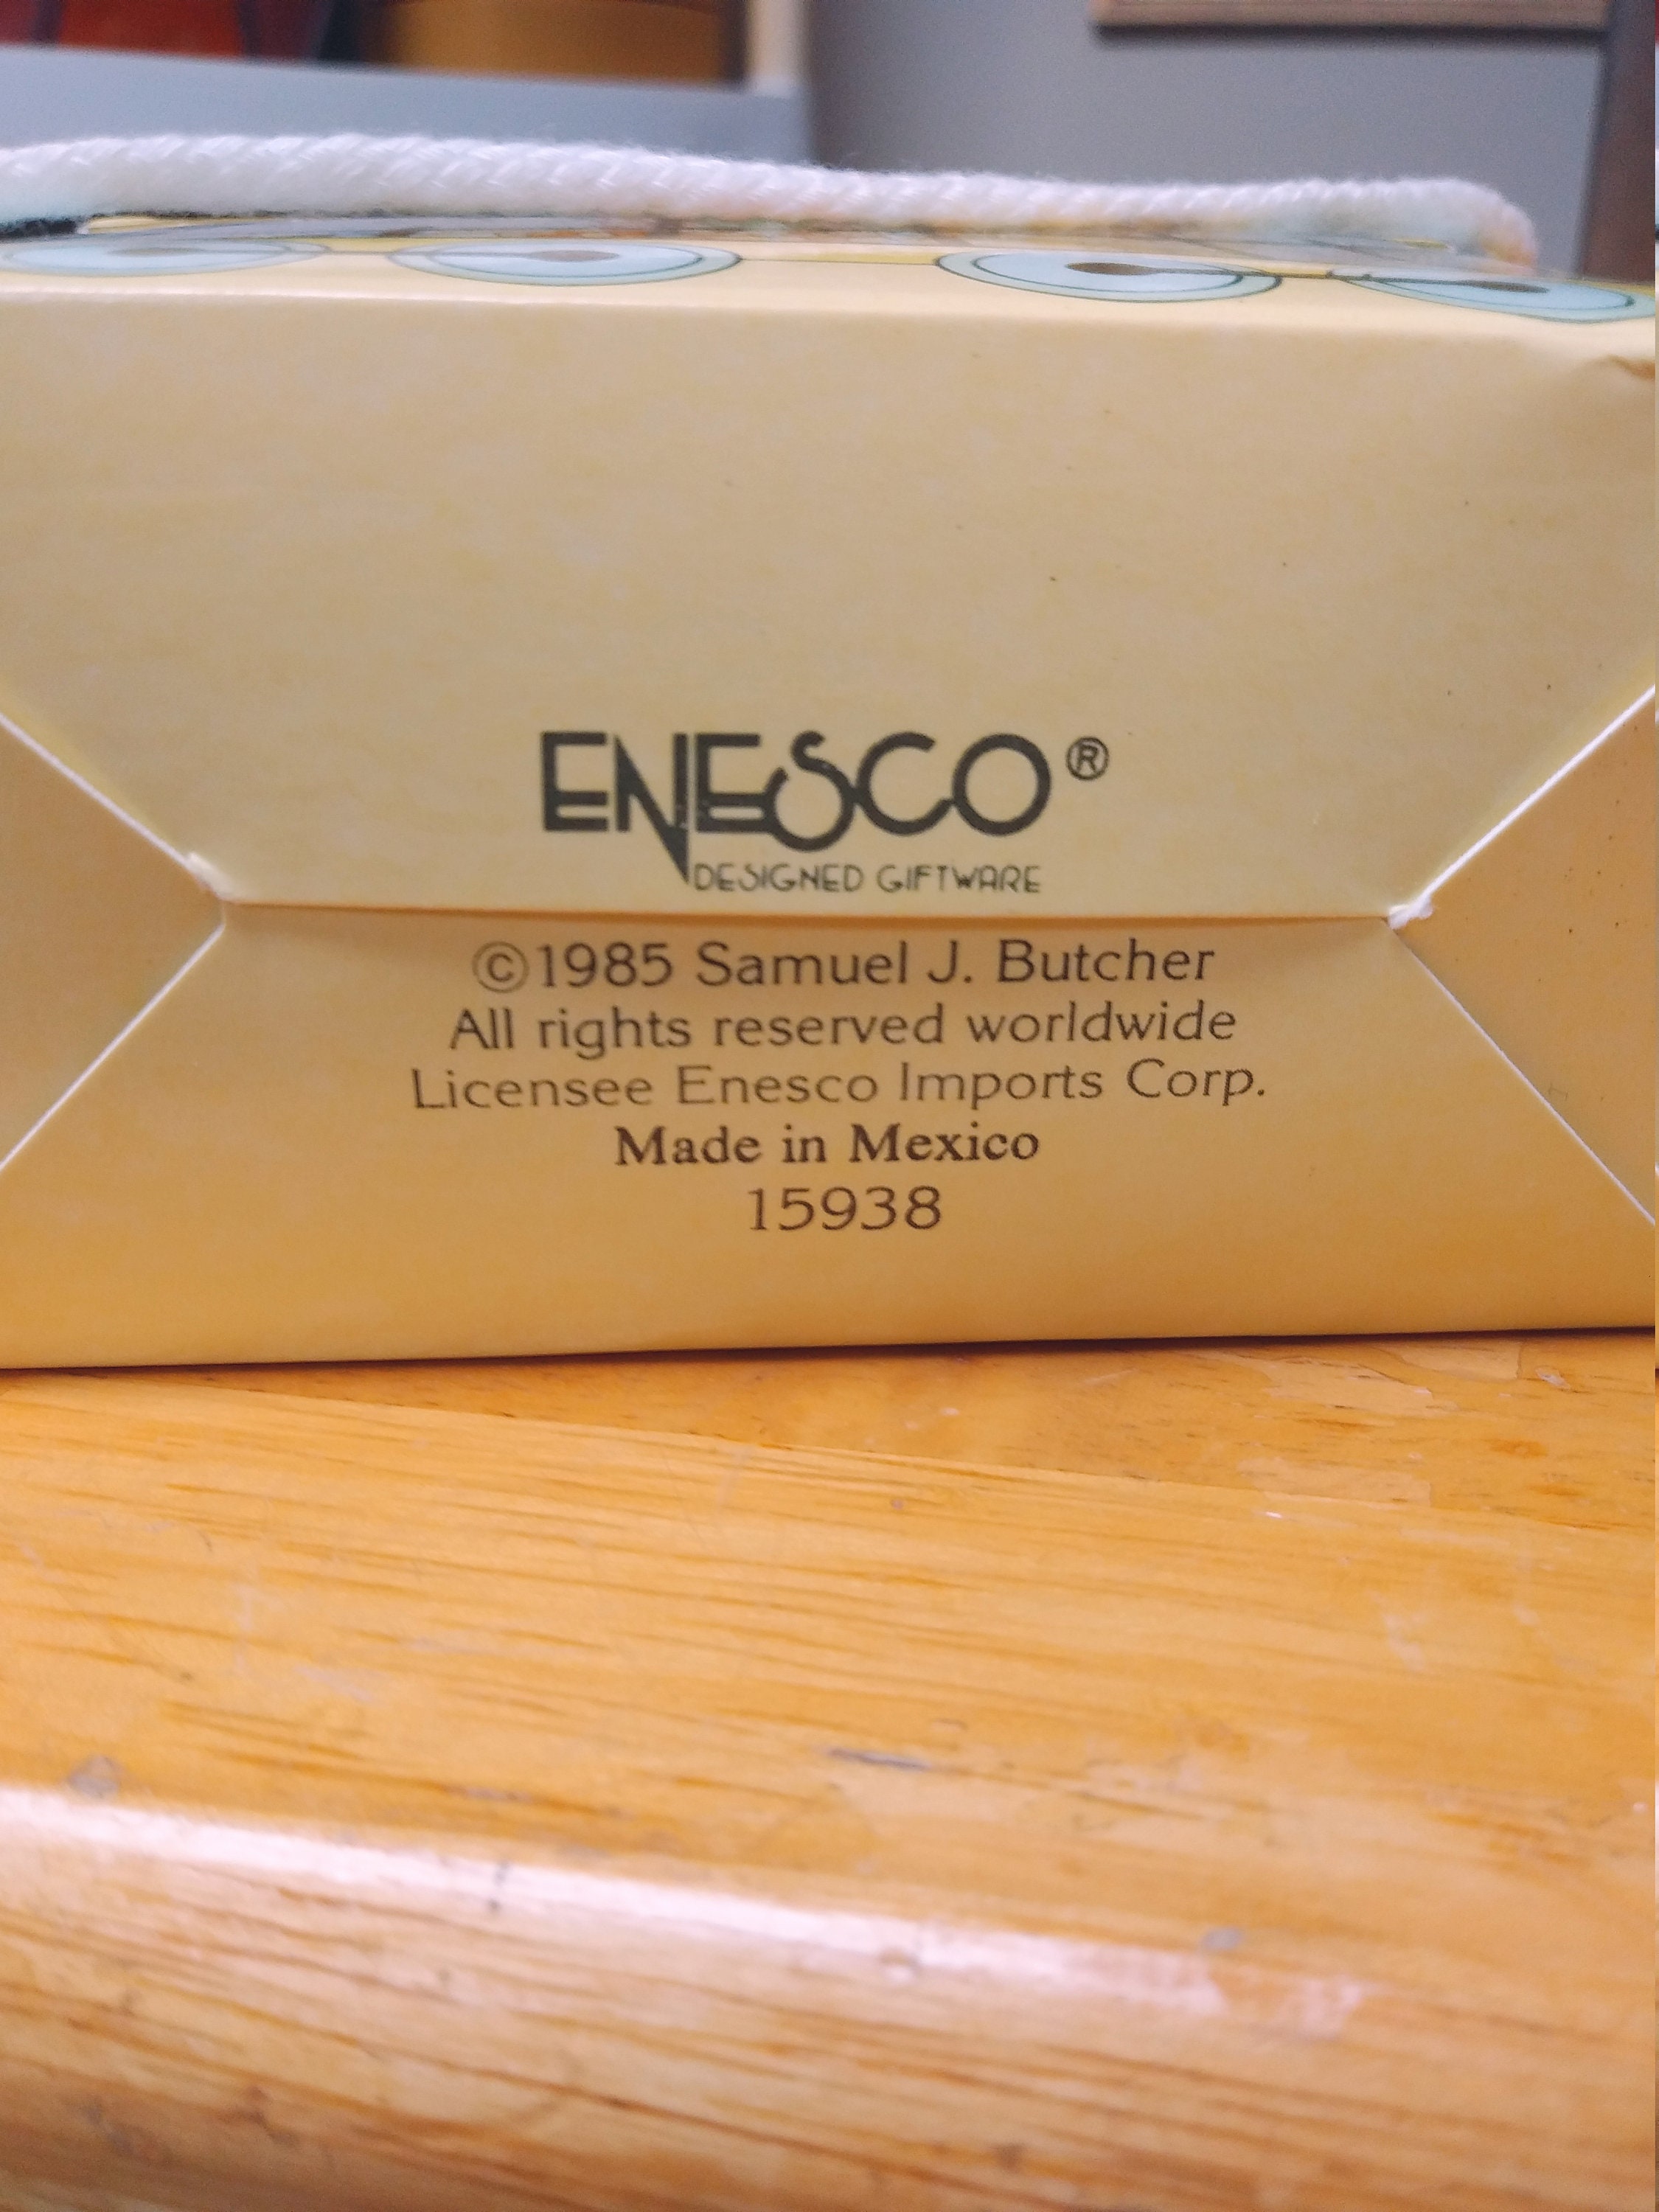 ENESCO®
DESIGNED GIFTWARE
©1985 Samuel J. Butcher
All rights reserved worldwide
Licensee Enesco Imports Corp.
Made in Mexico
15938